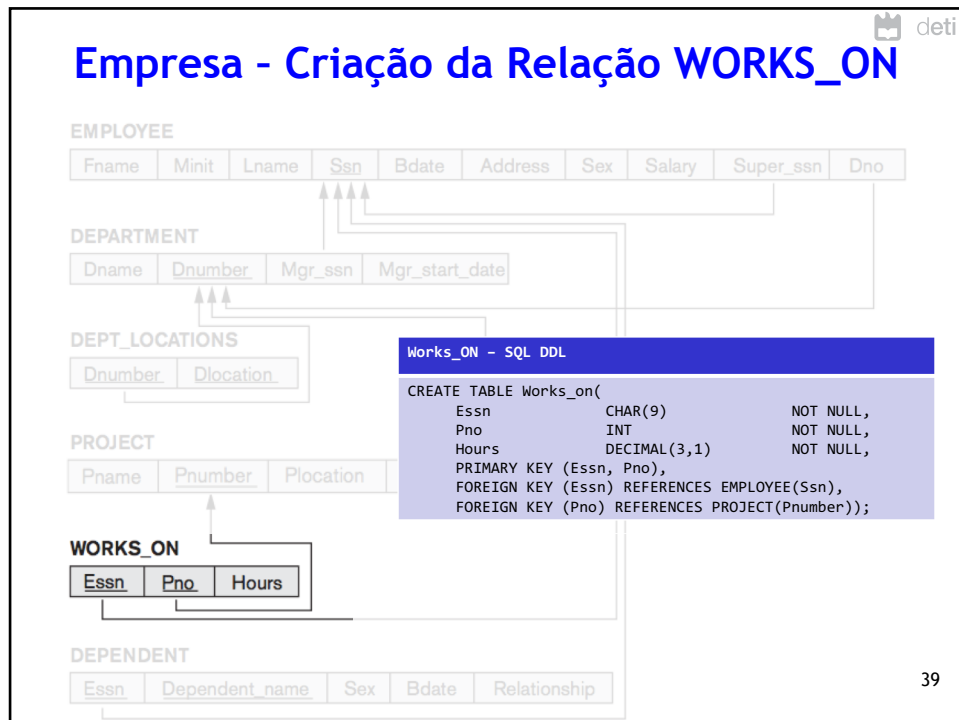 deti
Empresa – Criação da Relação WORKS_ON
EMPLOYEE
Fname Minit Lname Ssn Bdate Address Sex Salary Super_ssn Dno
DEPARTMENT
Dname Dnumber Mgr_ssn Mgr_start_date
DEPT_LOCATIONS
Dnumber Dlocation
Works_ON – SQL DDL
CREATE TABLE Works_on(
Essn CHAR(9) NOT NULL,
Pno INT NOT NULL,
Hours DECIMAL(3,1) NOT NULL,
PRIMARY KEY (Essn, Pno),
FOREIGN KEY (Essn) REFERENCES EMPLOYEE(Ssn),
FOREIGN KEY (Pno) REFERENCES PROJECT(Pnumber));
PROJECT
Pname Pnumber Plocation
WORKS_ON
Essn Pno Hours
DEPENDENT
Essn Dependent_name Sex Bdate Relationship
39